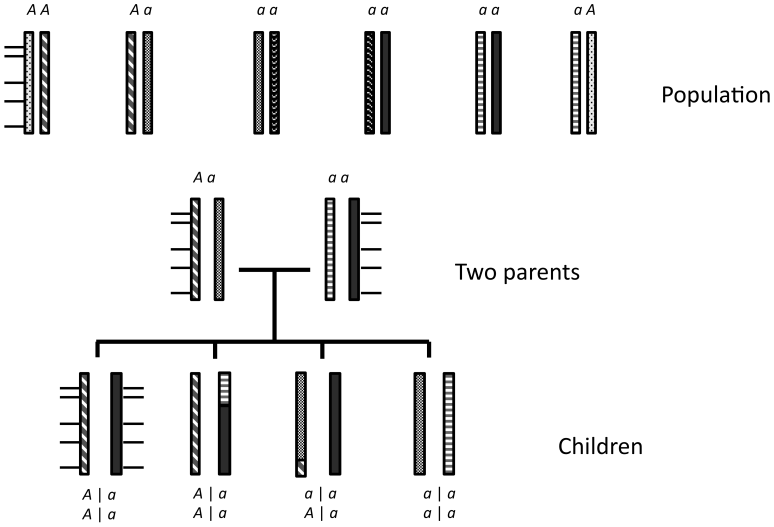 A A A a a a a a a a a A
Population
A a a a
Two parents
Children
A | a A | a a | a a | a
A | a A | a A | a a | a